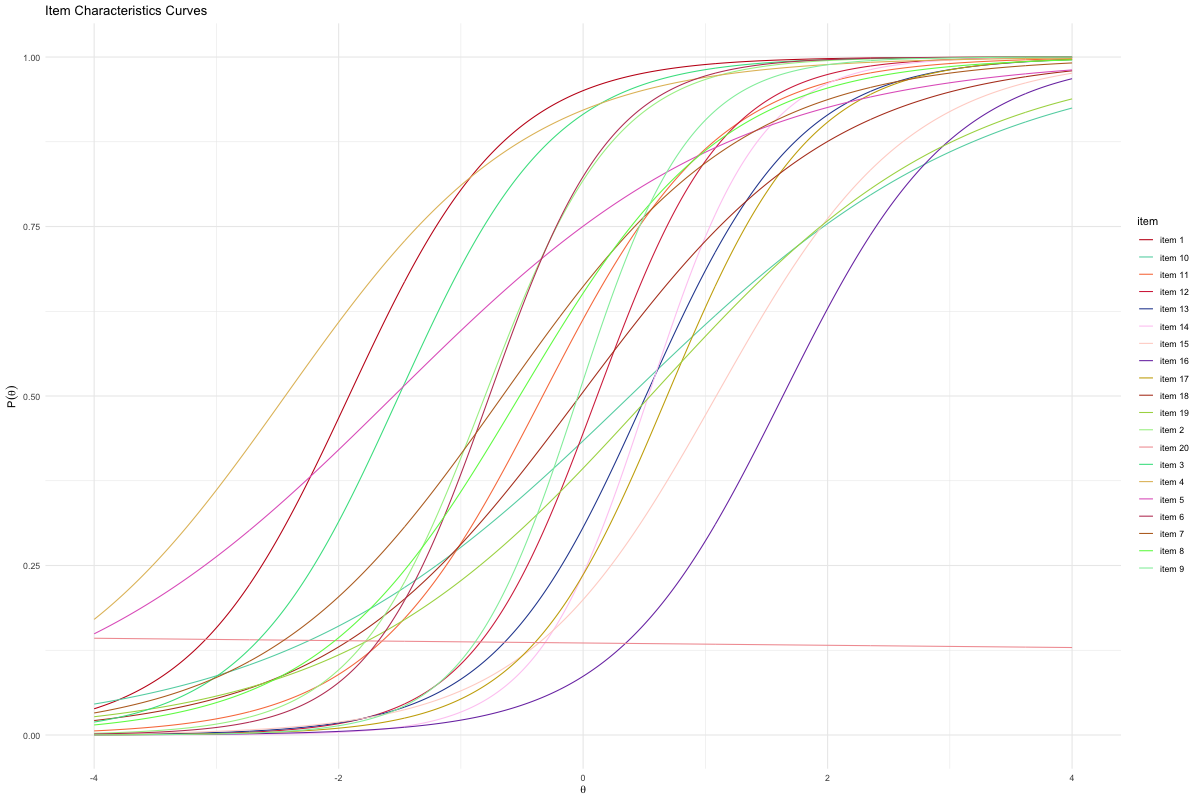 Item Characteristics Curves
1.00
0.75
0.50
0.25
0.00
P(θ)
-4
-2
0
2
4
θ
item
item 1
item 10
item 11
item 12
item 13
item 14
item 15
item 16
item 17
item 18
item 19
item 2
item 20
item 3
item 4
item 5
item 6
item 7
item 8
item 9